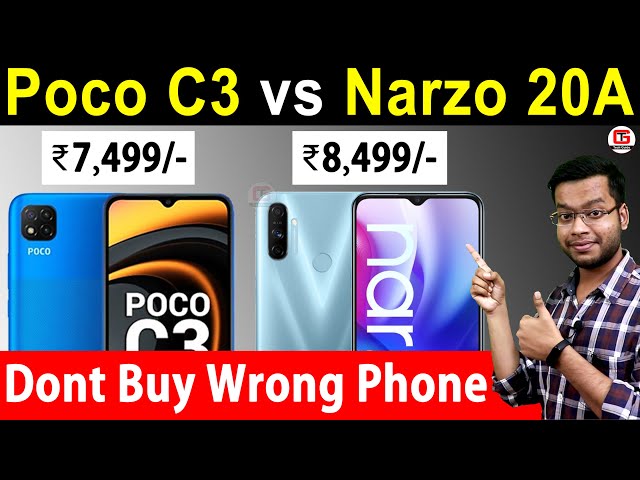 Poco C3 vs Narzo 20A
₹7,499/-
₹8,499/-
POCO
POCO
C3
nar
Dont Buy Wrong Phone